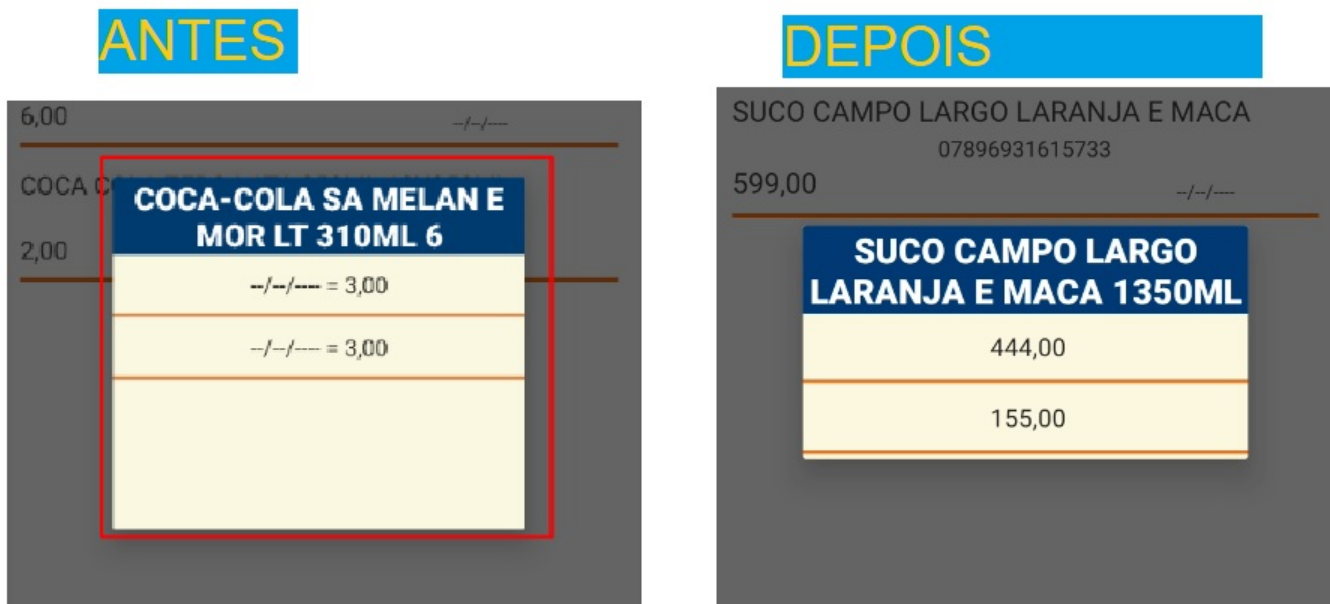 ANTES
6,00
--/--/----
COCA C
2,00
COCA-COLA SA MELAN E
MOR LT 310ML 6
--/--/---- = 3,00
--/--/---- = 3,00
DEPOIS
SUCO CAMPO LARGO LARANJA E MACA
07896931615733
599,00
--/--/----
SUCO CAMPO LARGO
LARANJA E MACA 1350ML
444,00
155,00